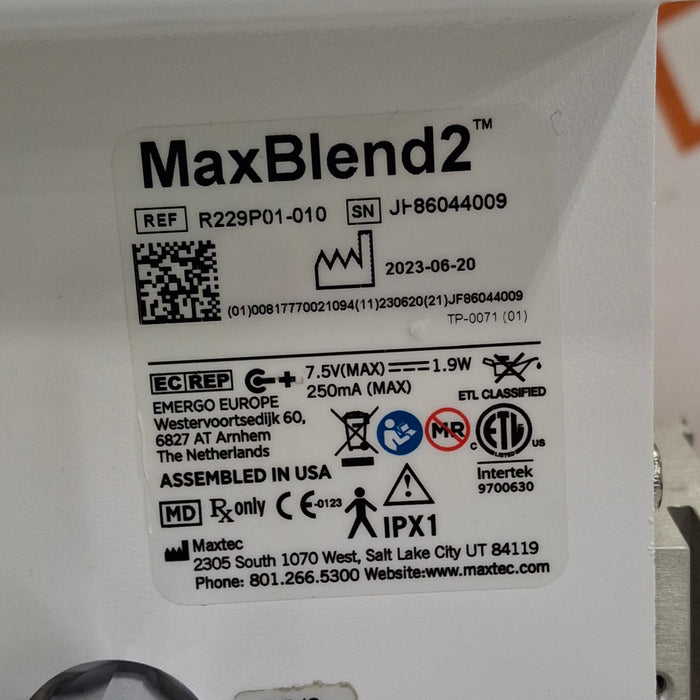 MaxBlend2™
REF R229P01-010 SN JF86044009
2023-06-20
(01)00817770021094(11)230620(21)JF86044009
TP-0071 (01)
EC REP 7.5V(MAX) 1.9W
250mA (MAX)
ETL CLASSIFIED
EMERGO EUROPE
Westervoortsedijk 60,
6827 AT Arnhem
The Netherlands
MR
C ETL US
LISTED
Intertek
9700630
ASSEMBLED IN USA
MD Rx only CE-0123
IPX1
Maxtec
2305 South 1070 West, Salt Lake City UT 84119
Phone: 801.266.5300 Website:www.maxtec.com